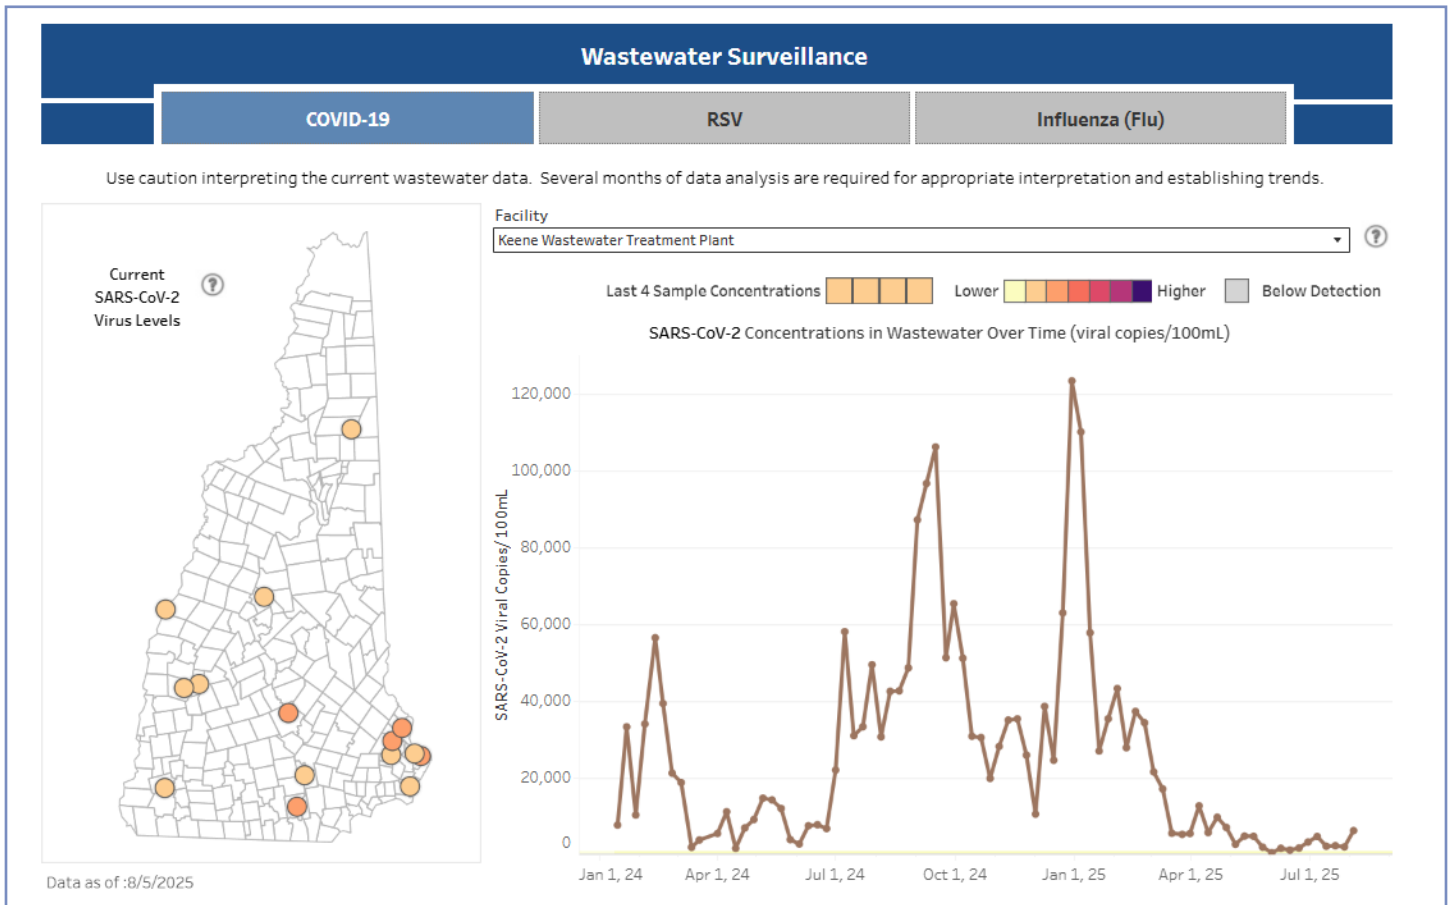 Wastewater Surveillance
COVID-19
RSV
Influenza (Flu)
Use caution interpreting the current wastewater data.  Several months of data analysis are required for appropriate interpretation and establishing trends.
Current
SARS-CoV-2
Virus Levels
?
Data as of :8/5/2025
Facility
Keene Wastewater Treatment Plant
?
Last 4 Sample Concentrations
Lower
Higher
Below Detection
SARS-CoV-2 Concentrations in Wastewater Over Time (viral copies/100mL)
SARS-CoV-2 Viral Copies/100mL
120,000
100,000
80,000
60,000
40,000
20,000
0
Jan 1, 24
Apr 1, 24
Jul 1, 24
Oct 1, 24
Jan 1, 25
Apr 1, 25
Jul 1, 25